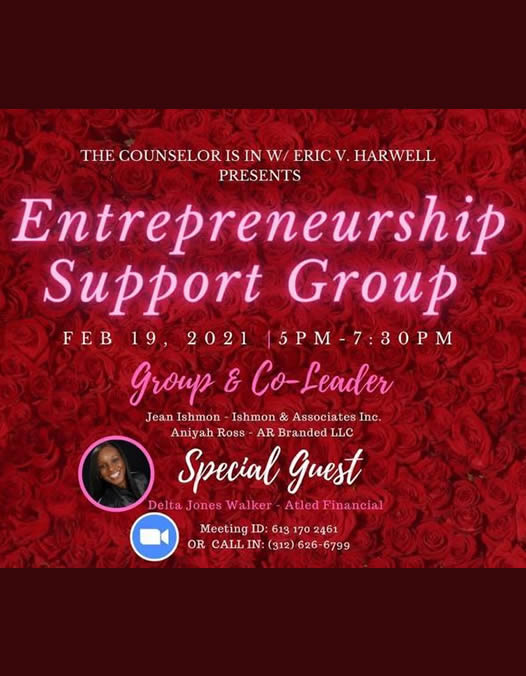 THE COUNSELOR IS IN W/ ERIC V. HARWELL
PRESENTS
Entrepreneurship
Support Group
FEB 19, 2021 |5PM-7:30PM
Group & Co-Leader
Jean Ishmon - Ishmon & Associates Inc.
Aniyah Ross - AR Branded LLC
Special Guest
Delta Jones Walker - Atled Financial
Meeting ID: 613 170 2461
OR CALL IN: (312) 626-6799